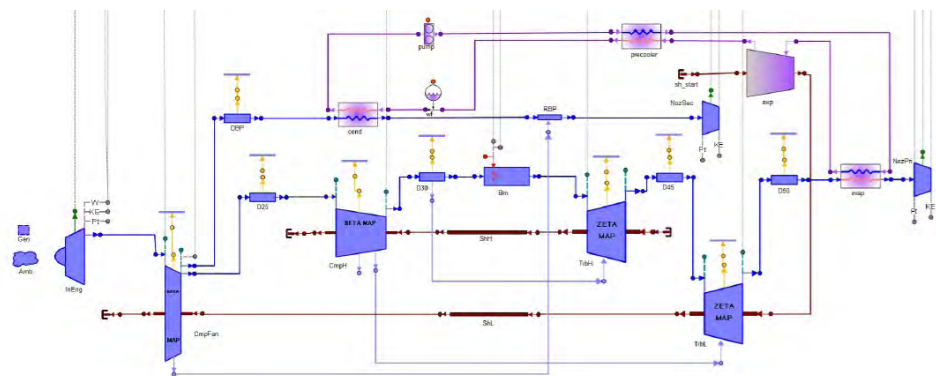 pump
precooler
sh_start
exp
NozSec
DBP
cond
wf
RBP
Pt
KE
NozPri
D25
D30
Brn
D45
D50
evap
Pt
KE
W
KE
Pt
Gen
Amb
InEng
BETA MAP
CmpH
ShH
ZETA
MAP
TrbH
MAP
CmpFan
ShL
ZETA
MAP
TrbL